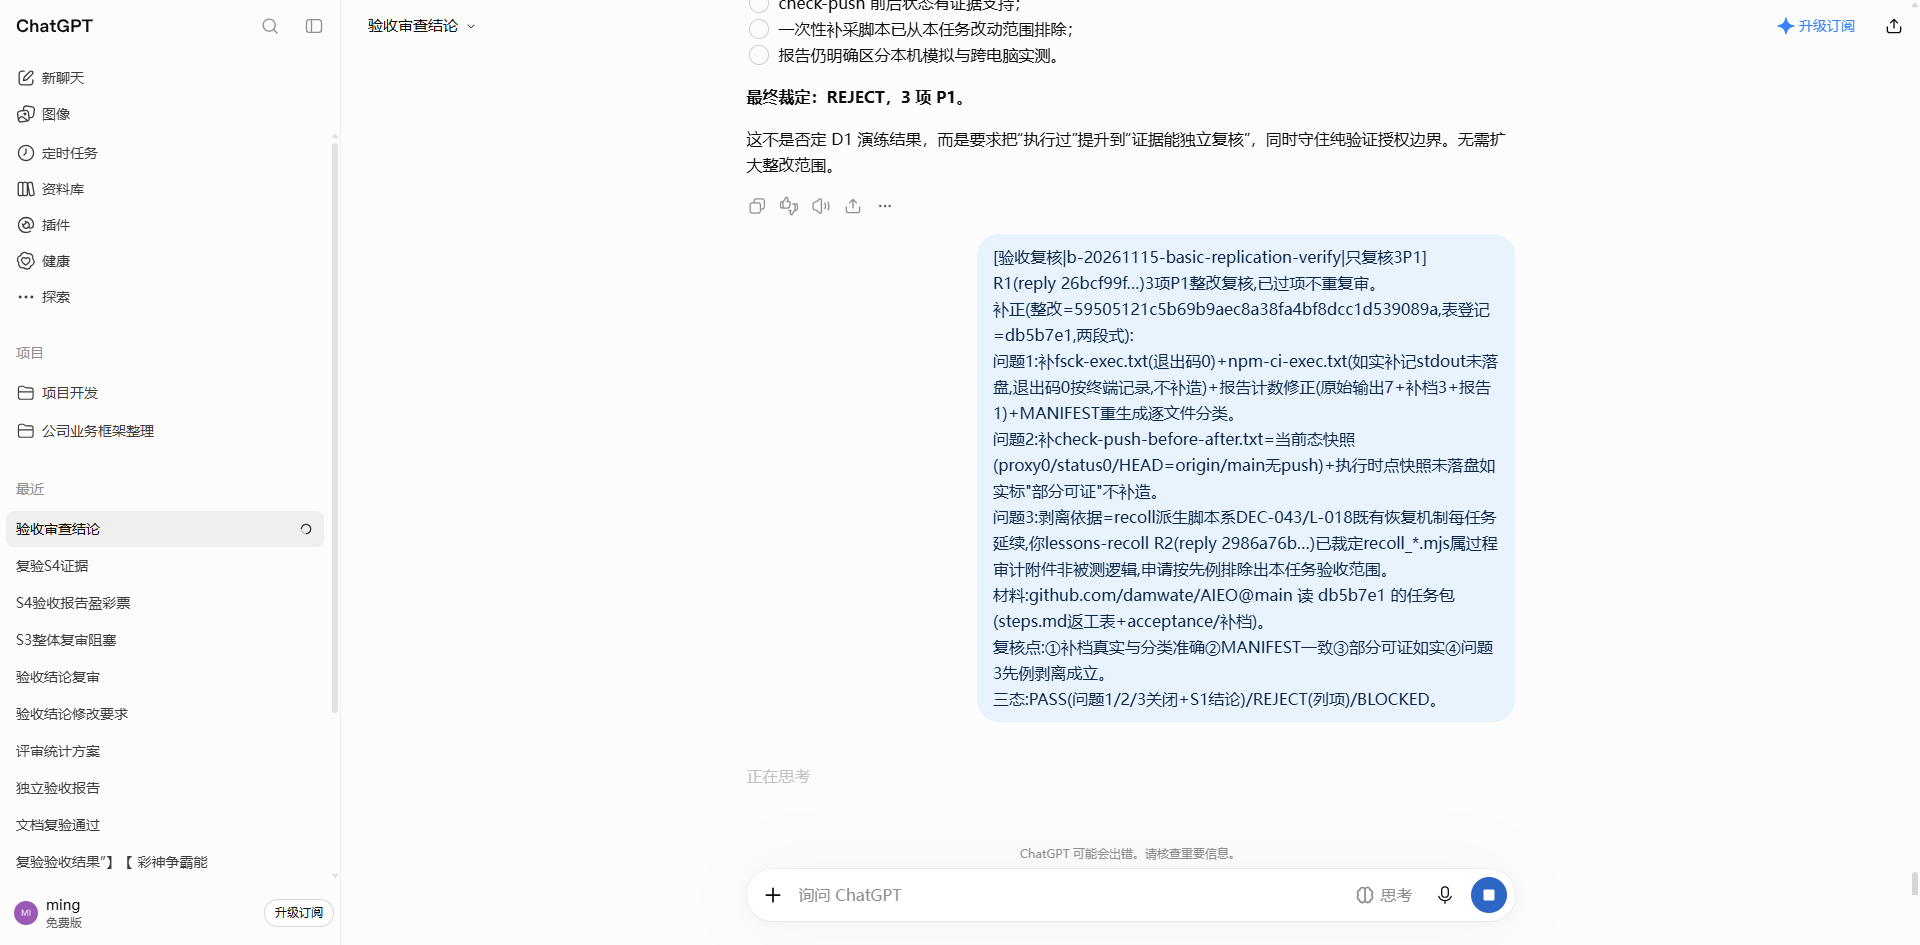 ChatGPT
新聊天
图像
定时任务
资料库
插件
健康
探索
项目
项目开发
公司业务框架整理
最近
验收审查结论
复验S4证据
S4验收报告盈彩票
S3整体复审阻塞
验收结论复审
验收结论修改要求
评审统计方案
独立验收报告
文档复验通过
复验验收结果”】【 彩神争霸能
MI
ming
免费版
升级订阅
验收审查结论
升级订阅
check-push 前后状态有证据支持；
一次性补采脚本已从本任务改动范围排除；
报告仍明确区分本机模拟与跨电脑实测。
最终裁定：REJECT，3 项 P1。
这不是否定 D1 演练结果，而是要求把“执行过”提升到“证据能独立复核”，同时守住纯验证授权边界。无需扩
大整改范围。
[验收复核|b-20261115-basic-replication-verify|只复核3P1]
R1(reply 26bcf99f...)3项P1整改复核,已过项不重复审。
补正(整改=59505121c5b69b9aec8a38fa4bf8dcc1d539089a,表登记
=db5b7e1,两段式):
问题1:补fsck-exec.txt(退出码0)+npm-ci-exec.txt(如实补记stdout未落
盘,退出码0按终端记录,不补造)+报告计数修正(原始输出7+补档3+报告
1)+MANIFEST重生成逐文件分类。
问题2:补check-push-before-after.txt=当前态快照
(proxy0/status0/HEAD=origin/main无push)+执行时点快照未落盘如
实标"部分可证"不补造。
问题3:剥离依据=recoll派生脚本系DEC-043/L-018既有恢复机制每任务
延续,你lessons-recoll R2(reply 2986a76b...)已裁定recoll_*.mjs属过程
审计附件非被测逻辑,申请按先例排除出本任务验收范围。
材料:github.com/damwate/AIEO@main 读 db5b7e1 的任务包
(steps.md返工表+acceptance/补档)。
复核点:①补档真实与分类准确②MANIFEST一致③部分可证如实④问题
3先例剥离成立。
三态:PASS(问题1/2/3关闭+S1结论)/REJECT(列项)/BLOCKED。
正在思考
ChatGPT 可能会出错。请核查重要信息。
询问 ChatGPT
思考